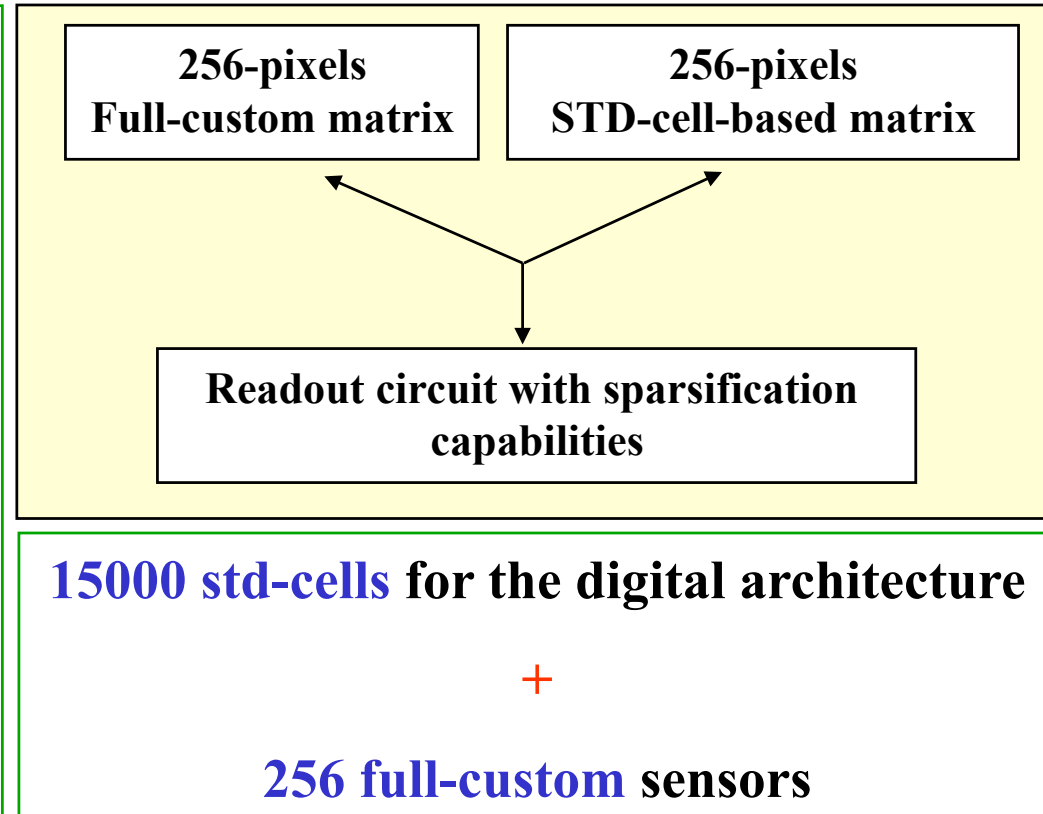 256-pixels
Full-custom matrix
256-pixels
STD-cell-based matrix
Readout circuit with sparsification
capabilities
15000 std-cells for the digital architecture
+
256 full-custom sensors